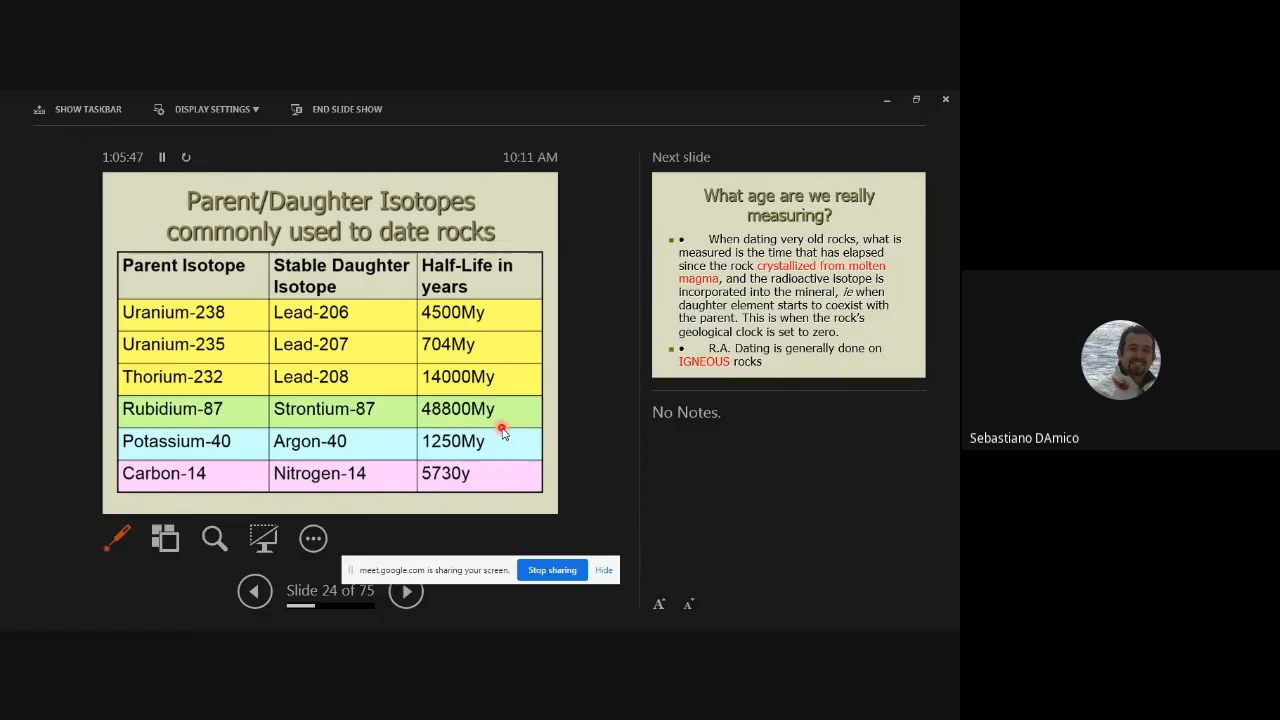 SHOW TASKBAR DISPLAY SETTINGS END SLIDE SHOW
1:05:47 10:11 AM
Parent/Daughter Isotopes
commonly used to date rocks
Parent Isotope Stable Daughter Isotope Half-Life in years
Uranium-238 Lead-206 4500My
Uranium-235 Lead-207 704My
Thorium-232 Lead-208 14000My
Rubidium-87 Strontium-87 48800My
Potassium-40 Argon-40 1250My
Carbon-14 Nitrogen-14 5730y
meet.google.com is sharing your screen. Stop sharing Hide
Slide 24 of 75
Next slide
What age are we really
measuring?
• When dating very old rocks, what is
measured is the time that has elapsed
since the rock crystallized from molten
magma, and the radioactive isotope is
incorporated into the mineral, ie when
daughter element starts to coexist with
the parent. This is when the rock's
geological clock is set to zero.
• R.A. Dating is generally done on
IGNEOUS rocks
No Notes.
A A
Sebastiano DAmico